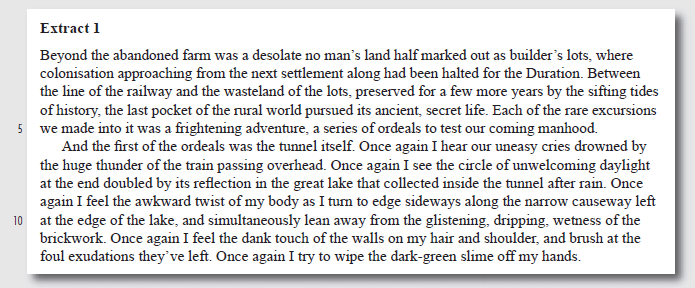 Extract 1
Beyond the abandoned farm was a desolate no man's land half marked out as builder's lots, where
colonisation approaching from the next settlement along had been halted for the Duration. Between
the line of the railway and the wasteland of the lots, preserved for a few more years by the sifting tides
of history, the last pocket of the rural world pursued its ancient, secret life. Each of the rare excursions
5 we made into it was a frightening adventure, a series of ordeals to test our coming manhood.
And the first of the ordeals was the tunnel itself. Once again I hear our uneasy cries drowned by
the huge thunder of the train passing overhead. Once again I see the circle of unwelcoming daylight
at the end doubled by its reflection in the great lake that collected inside the tunnel after rain. Once
again I feel the awkward twist of my body as I turn to edge sideways along the narrow causeway left
10 at the edge of the lake, and simultaneously lean away from the glistening, dripping, wetness of the
brickwork. Once again I feel the dank touch of the walls on my hair and shoulder, and brush at the
foul exudations they've left. Once again I try to wipe the dark-green slime off my hands.